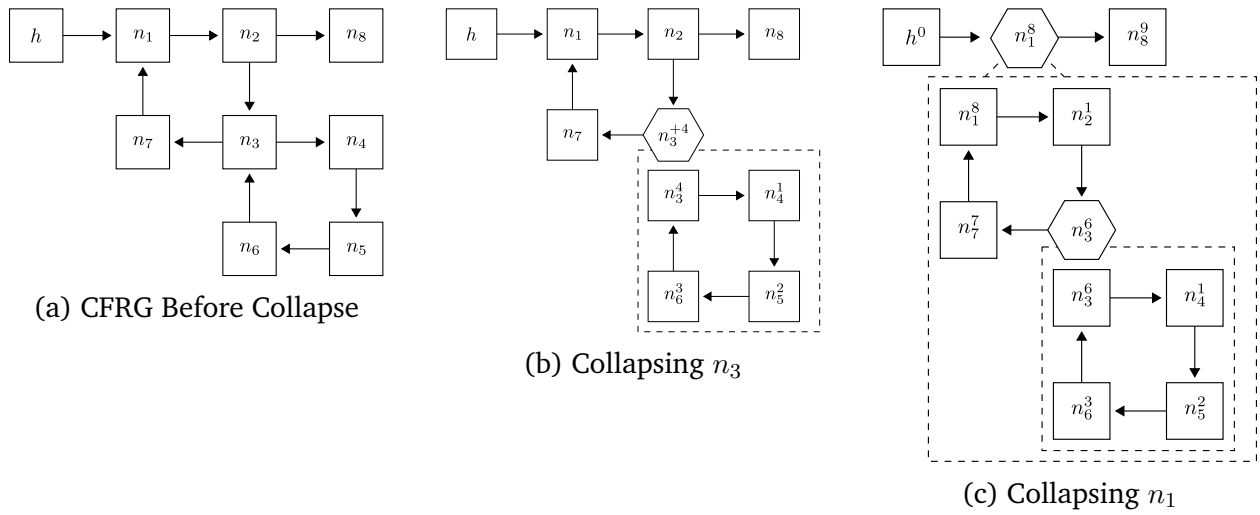 h n₁ n₂ n₈
n₇ n₃ n₄
n₆ n₅
(a) CFRG Before Collapse
h n₁ n₂ n₈
n₇ n₃⁺⁴
n₃⁴ n₄¹
n₆³ n₅²
(b) Collapsing n₃
h⁰ n₁⁸ n₈⁹
n₁⁸ n₂¹
n₇⁷ n₃⁶
n₃⁶ n₄¹
n₆³ n₅²
(c) Collapsing n₁